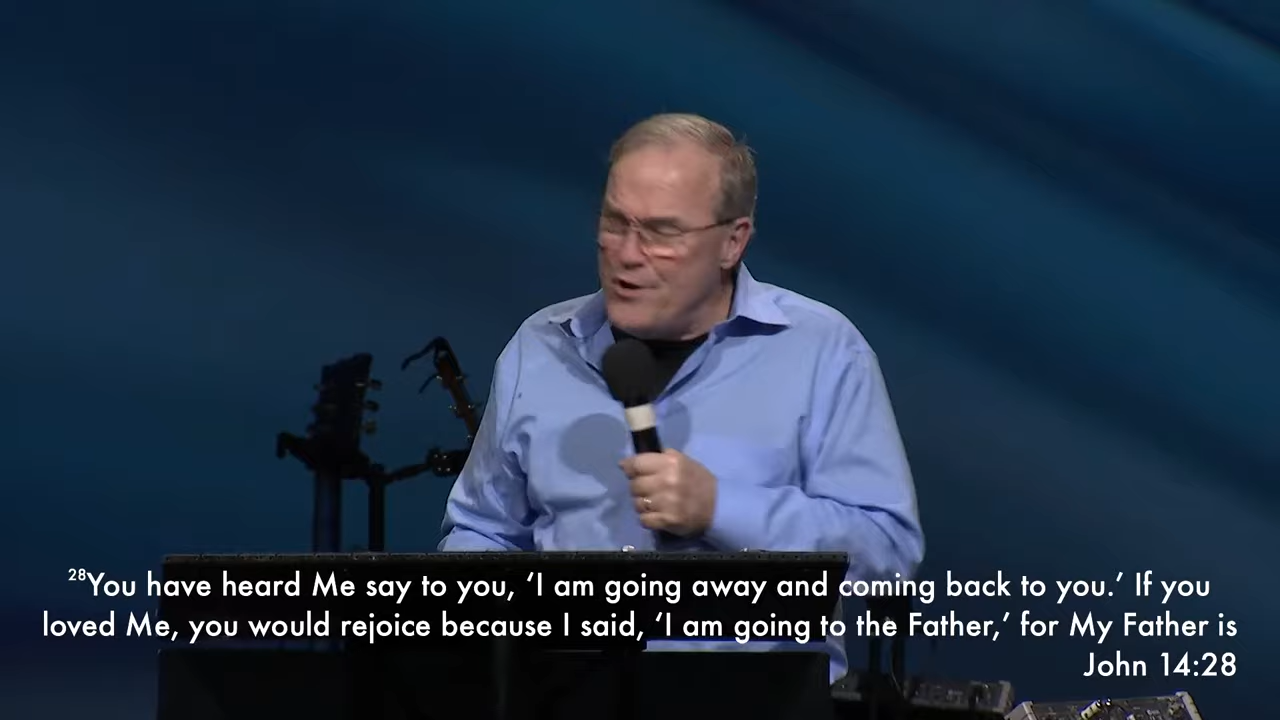 ²⁸You have heard Me say to you, ‘I am going away and coming back to you.’ If you
loved Me, you would rejoice because I said, ‘I am going to the Father,’ for My Father is
John 14:28